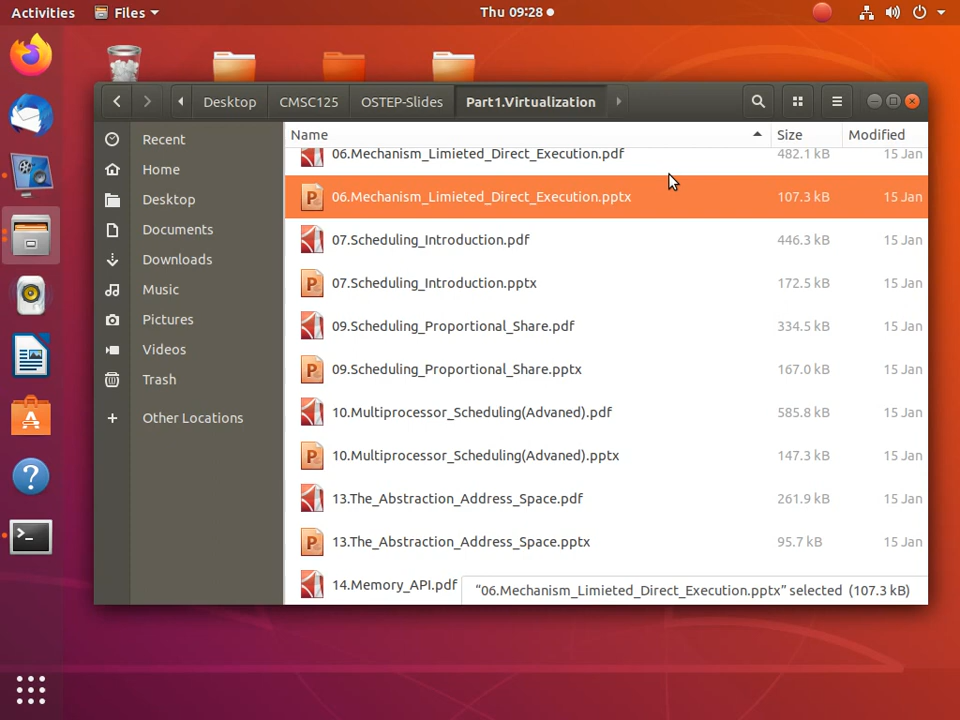 Activities Files Thu 09:28
Desktop CMSC125 OSTEP-Slides Part1.Virtualization
Name Size Modified
Recent
Home
Desktop
Documents
Downloads
Music
Pictures
Videos
Trash
Other Locations
06.Mechanism_Limieted_Direct_Execution.pdf 482.1 kB 15 Jan
06.Mechanism_Limieted_Direct_Execution.pptx 107.3 kB 15 Jan
07.Scheduling_Introduction.pdf 446.3 kB 15 Jan
07.Scheduling_Introduction.pptx 172.5 kB 15 Jan
09.Scheduling_Proportional_Share.pdf 334.5 kB 15 Jan
09.Scheduling_Proportional_Share.pptx 167.0 kB 15 Jan
10.Multiprocessor_Scheduling(Advaned).pdf 585.8 kB 15 Jan
10.Multiprocessor_Scheduling(Advaned).pptx 147.3 kB 15 Jan
13.The_Abstraction_Address_Space.pdf 261.9 kB 15 Jan
13.The_Abstraction_Address_Space.pptx 95.7 kB 15 Jan
14.Memory_API.pdf
“06.Mechanism_Limieted_Direct_Execution.pptx” selected (107.3 kB)